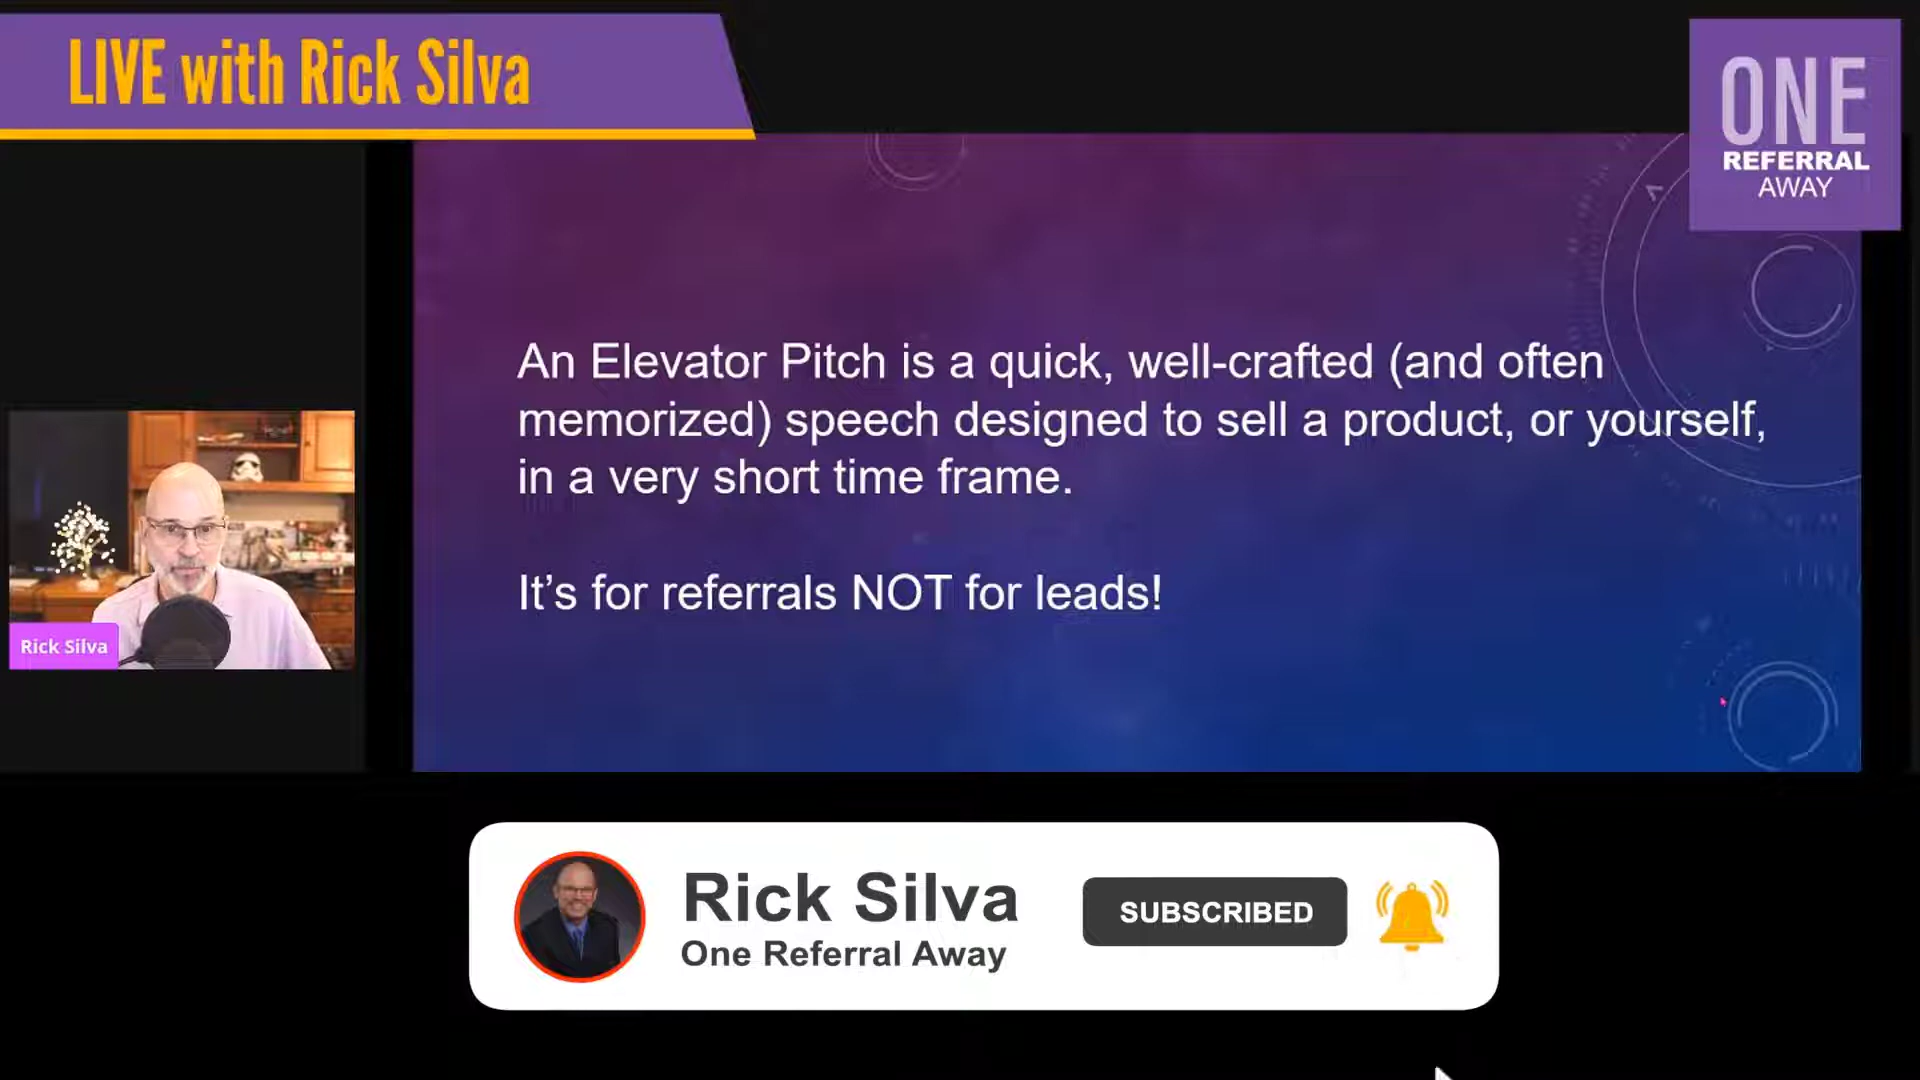 LIVE with Rick Silva
ONE
REFERRAL
AWAY
An Elevator Pitch is a quick, well-crafted (and often
memorized) speech designed to sell a product, or yourself,
in a very short time frame.
It’s for referrals NOT for leads!
Rick Silva
Rick Silva
One Referral Away
SUBSCRIBED